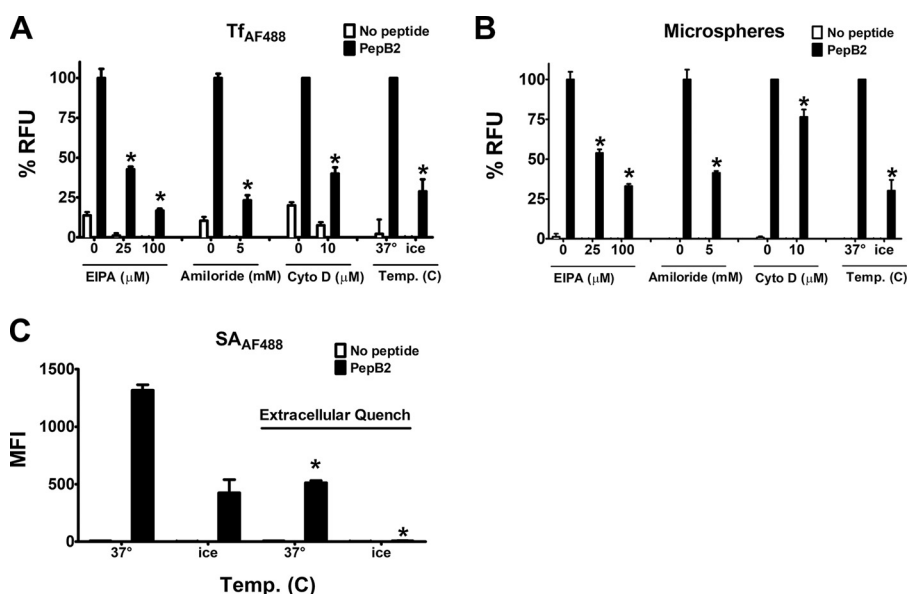 A
Tf AF488
No peptide
PepB2
% RFU
100
75
50
25
0
* * * * *
0 25 100 0 5 0 10 37° ice
EIPA (μM) Amiloride (mM) Cyto D (μM) Temp. (C)
B
Microspheres
No peptide
PepB2
% RFU
100
75
50
25
0
* * * * *
0 25 100 0 5 0 10 37° ice
EIPA (μM) Amiloride (mM) Cyto D (μM) Temp. (C)
C
SA AF488
No peptide
PepB2
Extracellular Quench
MFI
1500
1000
500
0
* *
37° ice 37° ice
Temp. (C)